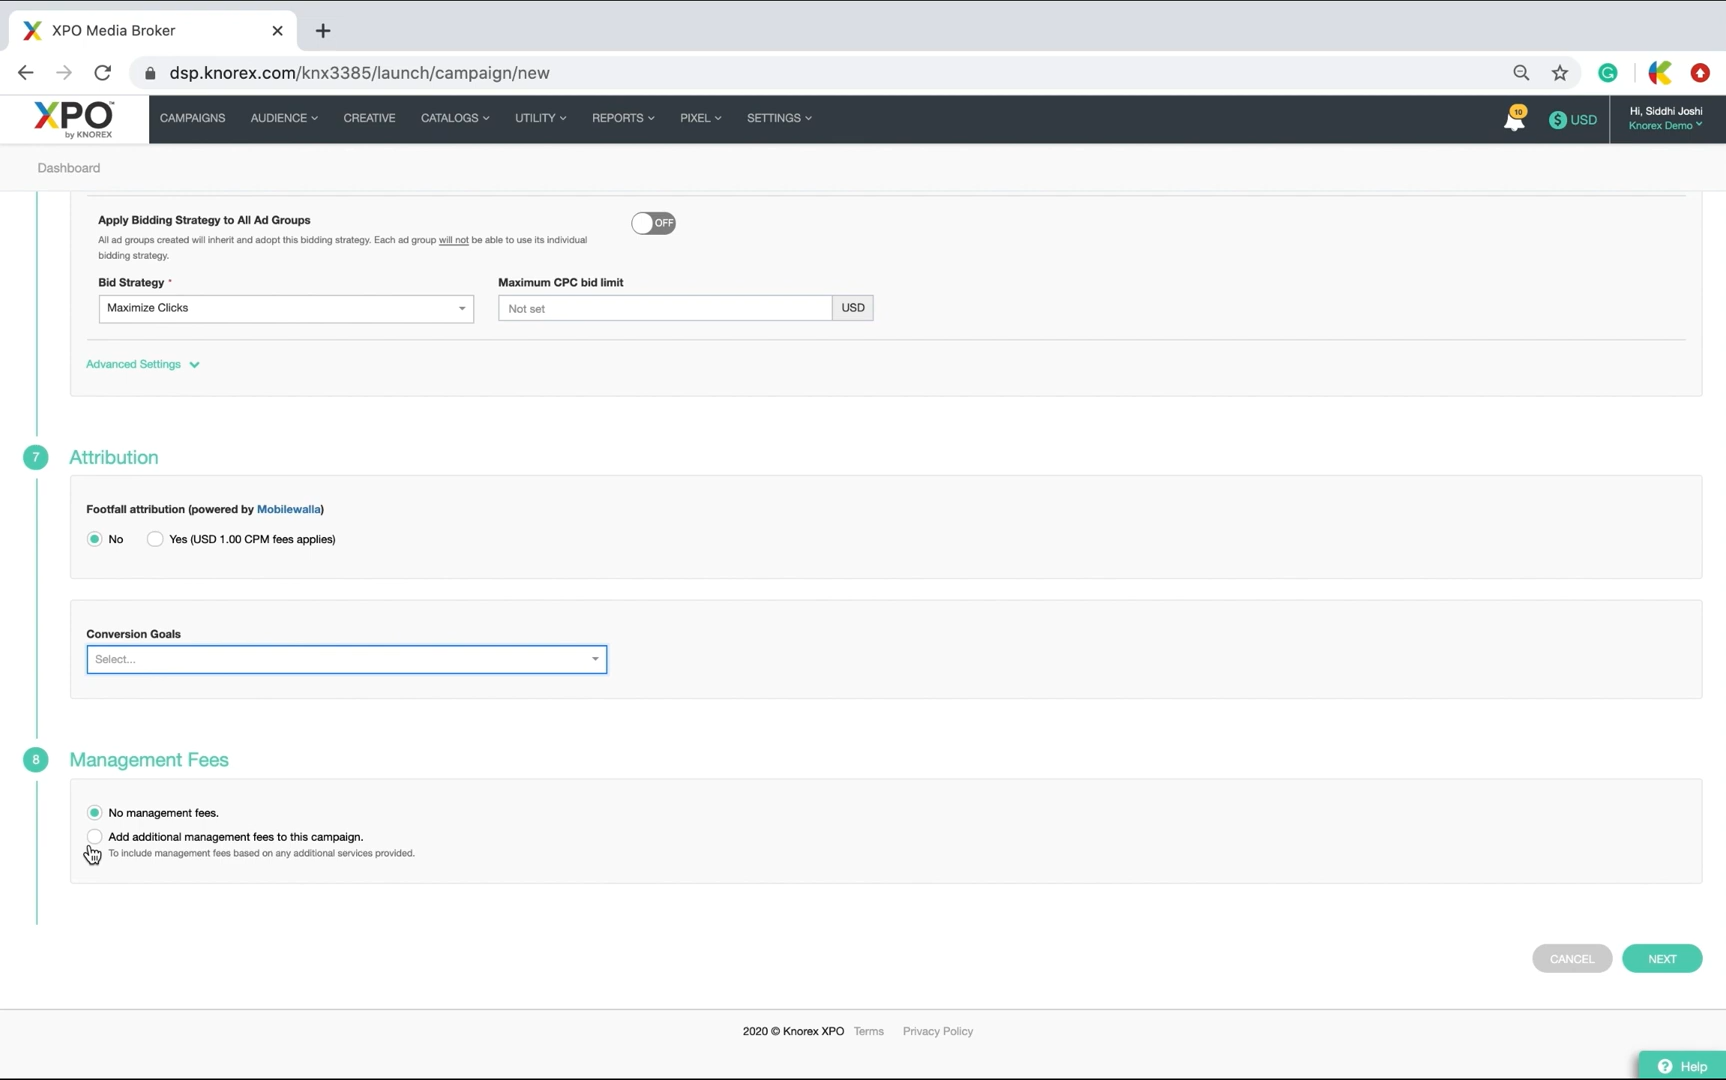 XPO Media Broker
dsp.knorex.com/knx3385/launch/campaign/new
XPO™
by KNOREX
CAMPAIGNS AUDIENCE CREATIVE CATALOGS UTILITY REPORTS PIXEL SETTINGS
10
$ USD
Hi, Siddhi Joshi
Knorex Demo
Dashboard
Apply Bidding Strategy to All Ad Groups
OFF
All ad groups created will inherit and adopt this bidding strategy. Each ad group will not be able to use its individual
bidding strategy.
Bid Strategy *
Maximum CPC bid limit
Maximize Clicks
Not set USD
Advanced Settings
7 Attribution
Footfall attribution (powered by Mobilewalla)
No Yes (USD 1.00 CPM fees applies)
Conversion Goals
Select...
8 Management Fees
No management fees.
Add additional management fees to this campaign.
To include management fees based on any additional services provided.
CANCEL NEXT
2020 © Knorex XPO Terms Privacy Policy
? Help